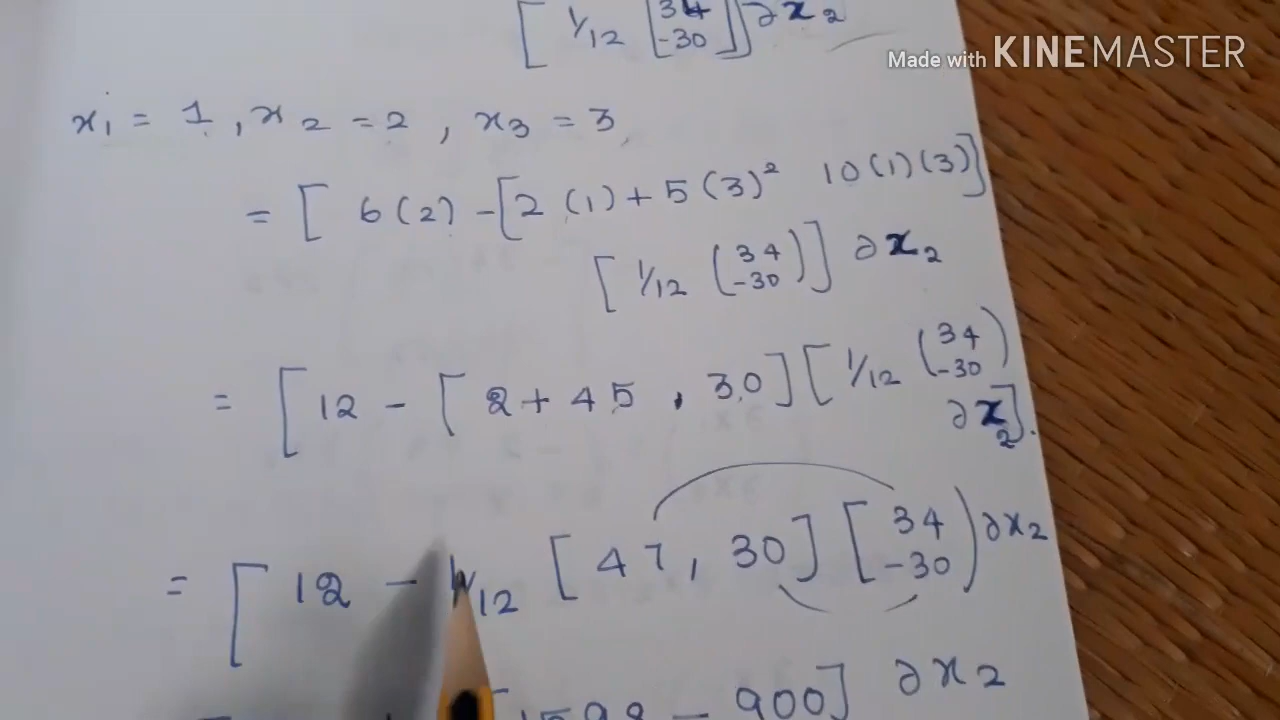 [ 1/12 [34 -30]] ∂x2
Made with KINEMASTER
x1 = 1, x2 = 2, x3 = 3
= [ 6(2) - [2(1) + 5(3)² 10(1)(3)]
[ 1/12 (34 -30)] ∂x2
= [ 12 - [ 2 + 45 , 30] [ 1/12 (34 -30)
∂x2].
= [ 12 - 1/12 [ 47, 30] [34 -30) ∂x2
1598 - 900] ∂x2